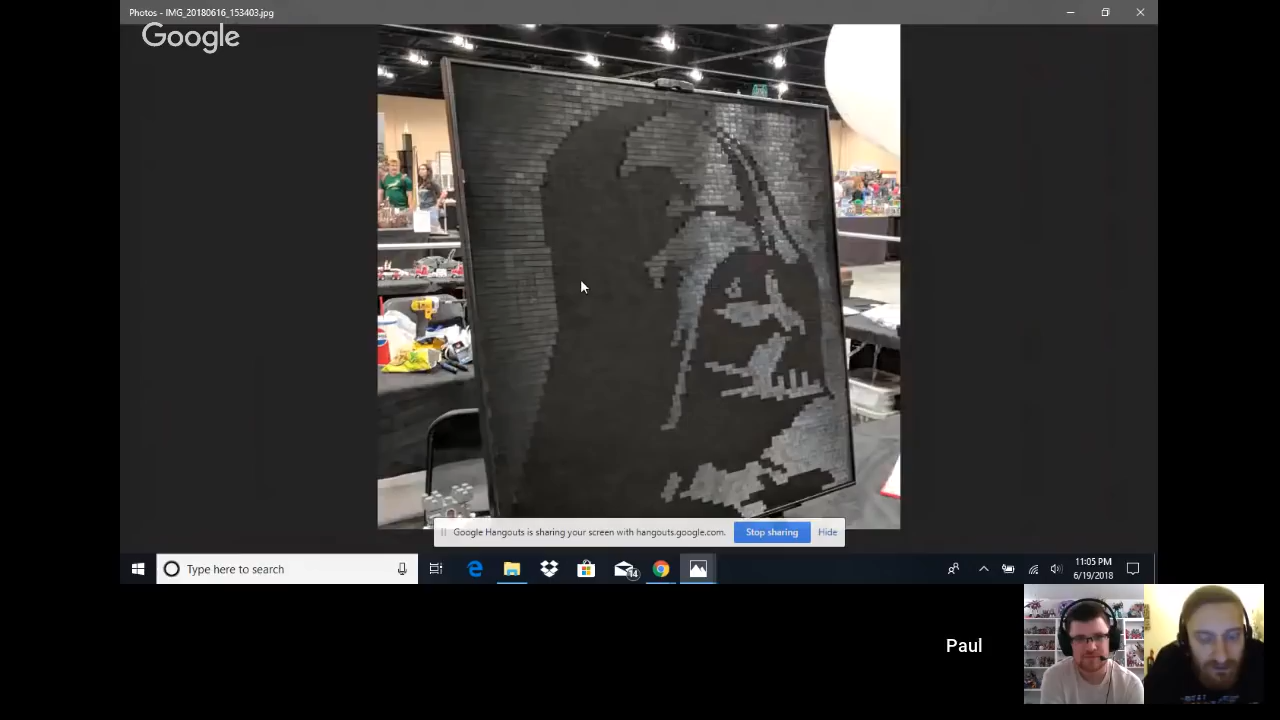 Photos - IMG_20180616_153403.jpg
Google
Google Hangouts is sharing your screen with hangouts.google.com.
Stop sharing
Hide
Type here to search
14
11:05 PM
6/19/2018
Paul